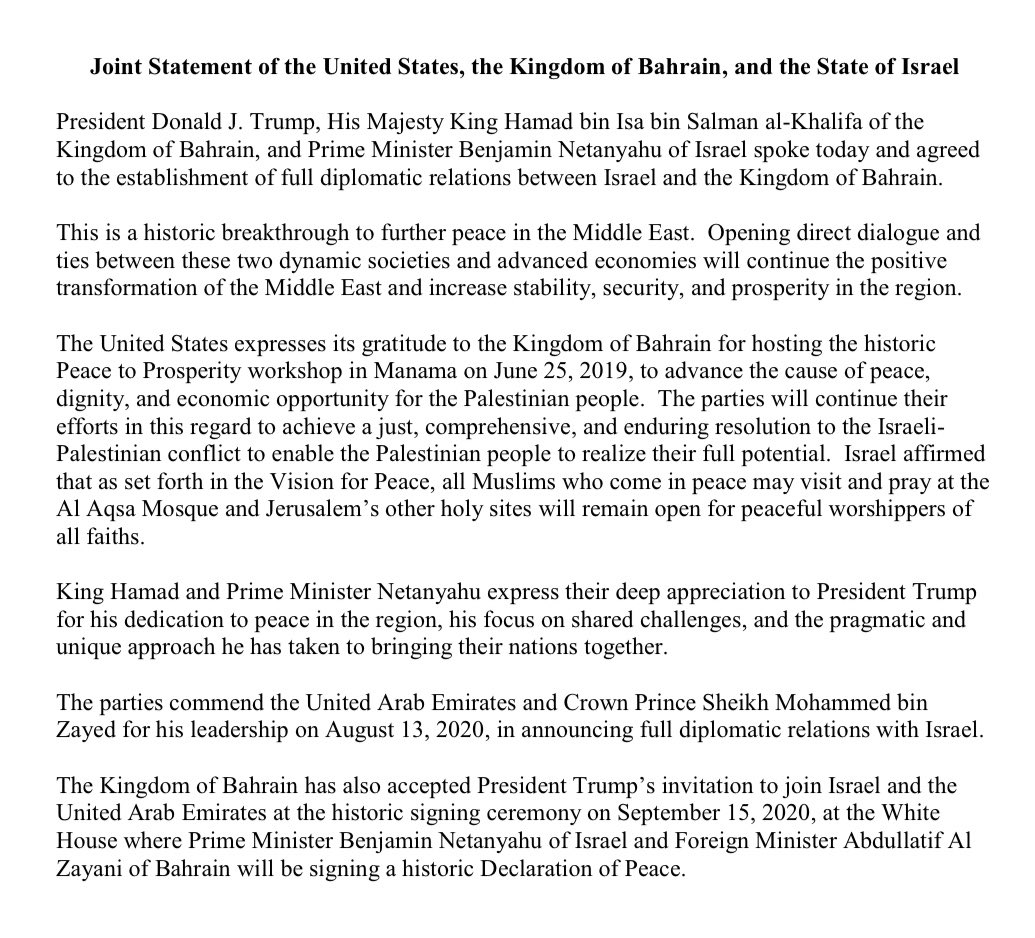 Joint Statement of the United States, the Kingdom of Bahrain, and the State of Israel
President Donald J. Trump, His Majesty King Hamad bin Isa bin Salman al-Khalifa of the
Kingdom of Bahrain, and Prime Minister Benjamin Netanyahu of Israel spoke today and agreed
to the establishment of full diplomatic relations between Israel and the Kingdom of Bahrain.
This is a historic breakthrough to further peace in the Middle East.  Opening direct dialogue and
ties between these two dynamic societies and advanced economies will continue the positive
transformation of the Middle East and increase stability, security, and prosperity in the region.
The United States expresses its gratitude to the Kingdom of Bahrain for hosting the historic
Peace to Prosperity workshop in Manama on June 25, 2019, to advance the cause of peace,
dignity, and economic opportunity for the Palestinian people.  The parties will continue their
efforts in this regard to achieve a just, comprehensive, and enduring resolution to the Israeli-
Palestinian conflict to enable the Palestinian people to realize their full potential.  Israel affirmed
that as set forth in the Vision for Peace, all Muslims who come in peace may visit and pray at the
Al Aqsa Mosque and Jerusalem’s other holy sites will remain open for peaceful worshippers of
all faiths.
King Hamad and Prime Minister Netanyahu express their deep appreciation to President Trump
for his dedication to peace in the region, his focus on shared challenges, and the pragmatic and
unique approach he has taken to bringing their nations together.
The parties commend the United Arab Emirates and Crown Prince Sheikh Mohammed bin
Zayed for his leadership on August 13, 2020, in announcing full diplomatic relations with Israel.
The Kingdom of Bahrain has also accepted President Trump’s invitation to join Israel and the
United Arab Emirates at the historic signing ceremony on September 15, 2020, at the White
House where Prime Minister Benjamin Netanyahu of Israel and Foreign Minister Abdullatif Al
Zayani of Bahrain will be signing a historic Declaration of Peace.